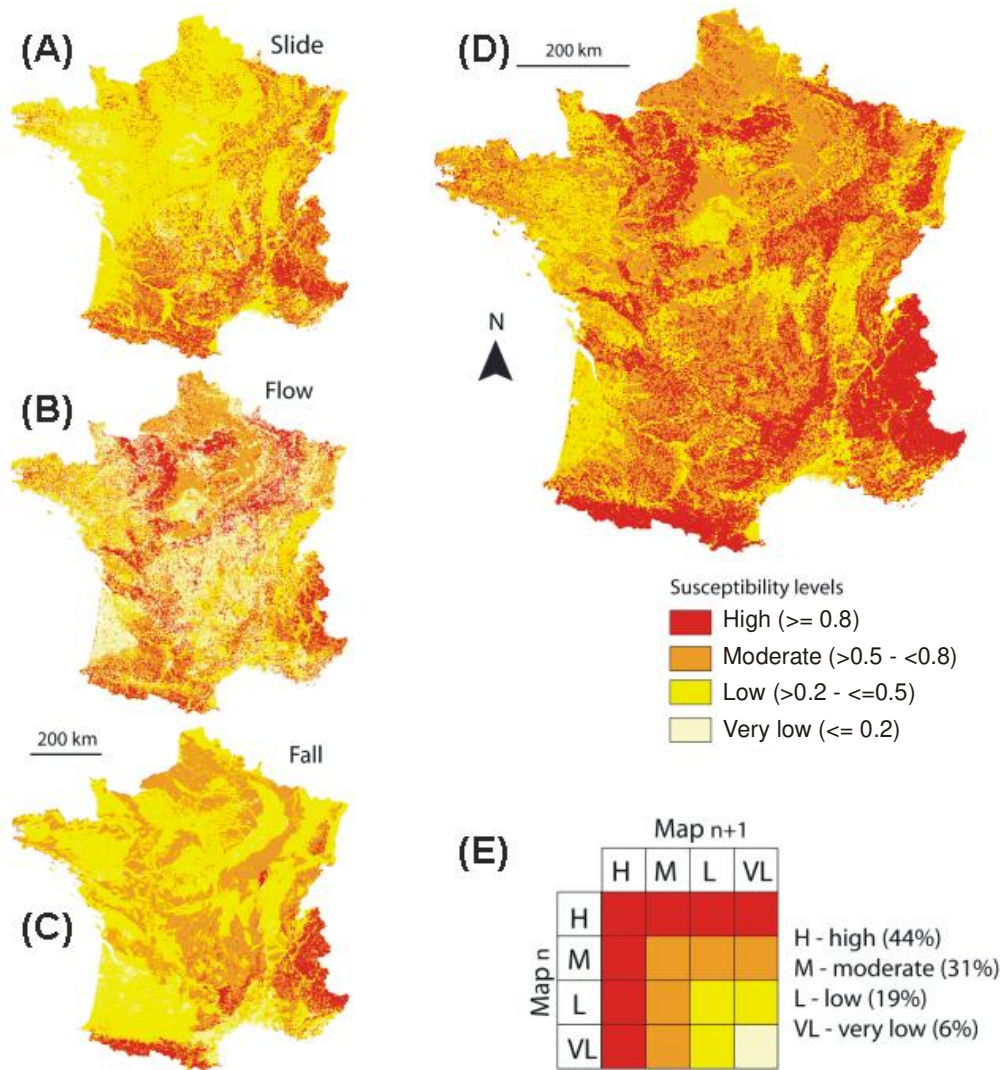 (A)
Slide
(D)
200 km
N
(B)
Flow
Susceptibility levels
High (>= 0.8)
Moderate (>0.5 - <0.8)
Low (>0.2 - <=0.5)
Very low (<= 0.2)
200 km
Fall
(C)
(E)
Map n+1
H M L VL
Map n
H
M
L
VL
H - high (44%)
M - moderate (31%)
L - low (19%)
VL - very low (6%)